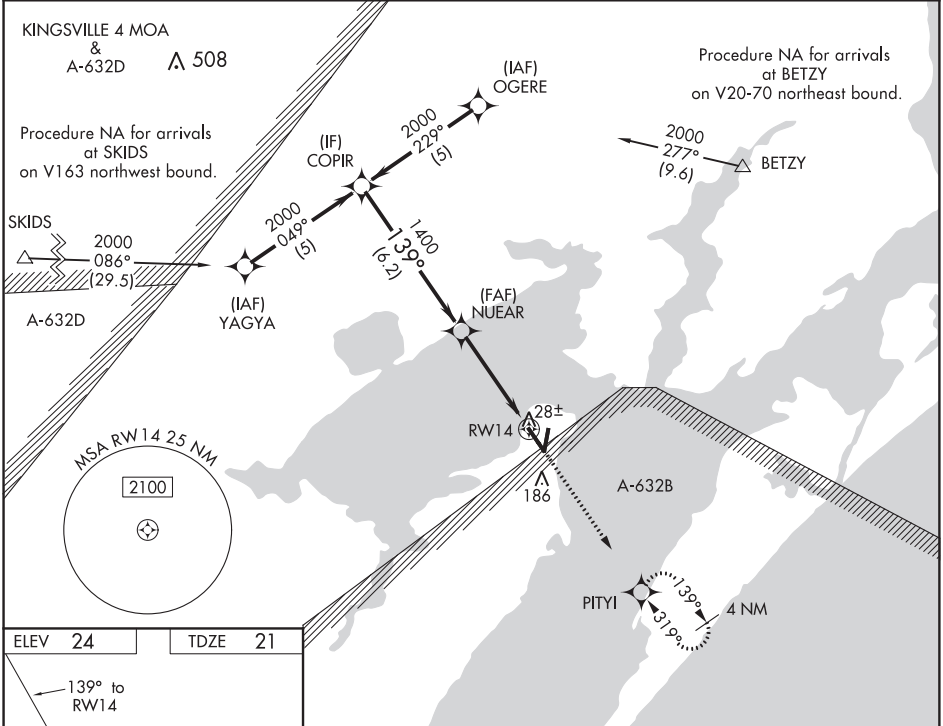 KINGSVILLE 4 MOA
&
A-632D
508
Procedure NA for arrivals
at SKIDS
on V163 northwest bound.
(IAF)
OGERE
Procedure NA for arrivals
at BETZY
on V20-70 northeast bound.
2000
229°
(5)
(IF)
COPIR
2000
277°
(9.6)
BETZY
SKIDS
2000
086°
(29.5)
2000
049°
(5)
1400
139°
(6.2)
(IAF)
YAGYA
(FAF)
NUEAR
A-632D
RW14
28±
186
A-632B
MSA RW14 25 NM
2100
PITYI
139°
319°
4 NM
ELEV 24
TDZE 21
139° to
RW14